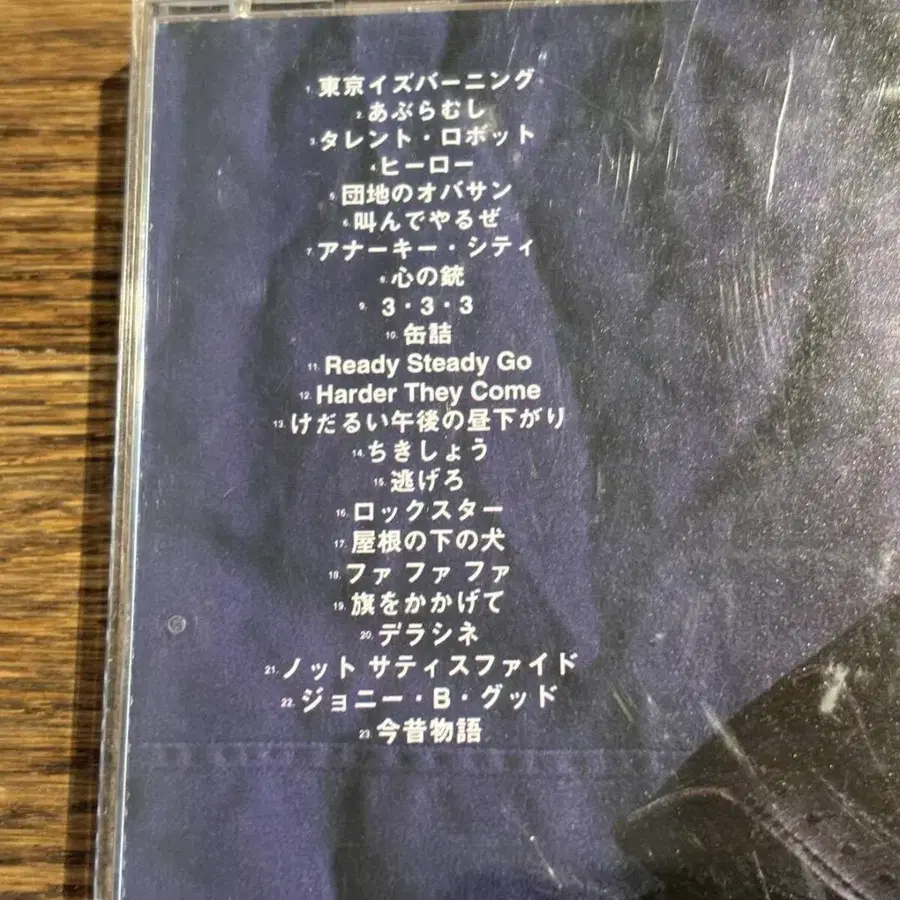 1. 東京イズバーニング
2. あぶらむし
3. タレント・ロボット
4. ヒーロー
5. 団地のオバサン
6. 叫んでやるぜ
7. アナーキー・シティ
8. 心の銃
9. 3・3・3
10. 缶詰
11. Ready Steady Go
12. Harder They Come
13. けだるい午後の昼下がり
14. ちきしょう
15. 逃げろ
16. ロックスター
17. 屋根の下の犬
18. ファ ファ ファ
19. 旗をかかげて
20. デラシネ
21. ノット サティスファイド
22. ジョニー・B・グッド
23. 今昔物語